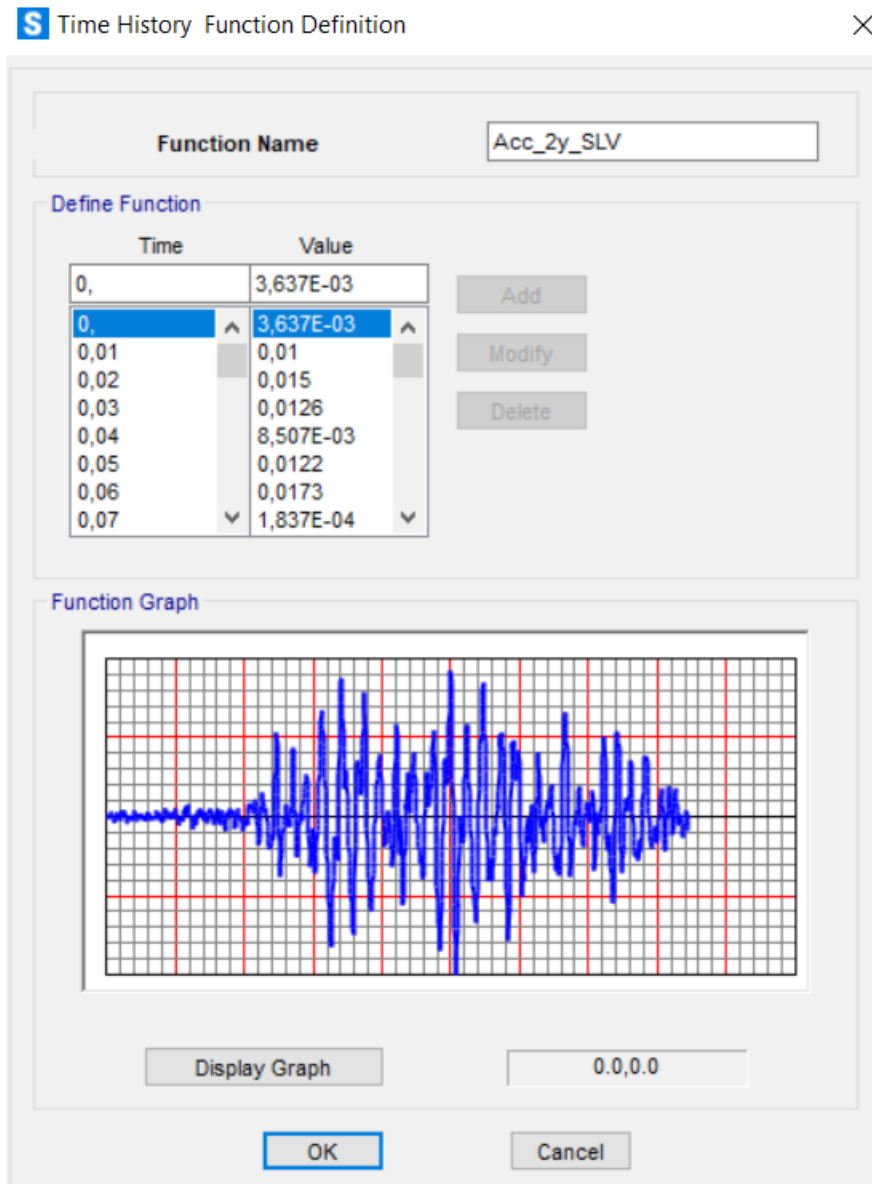 S Time History Function Definition
Function Name Acc_2y_SLV
Define Function
Time Value
0, 3,637E-03 Add
0, 3,637E-03
0,01 0,01 Modify
0,02 0,015
0,03 0,0126 Delete
0,04 8,507E-03
0,05 0,0122
0,06 0,0173
0,07 1,837E-04
Function Graph
Display Graph 0.0,0.0
OK Cancel